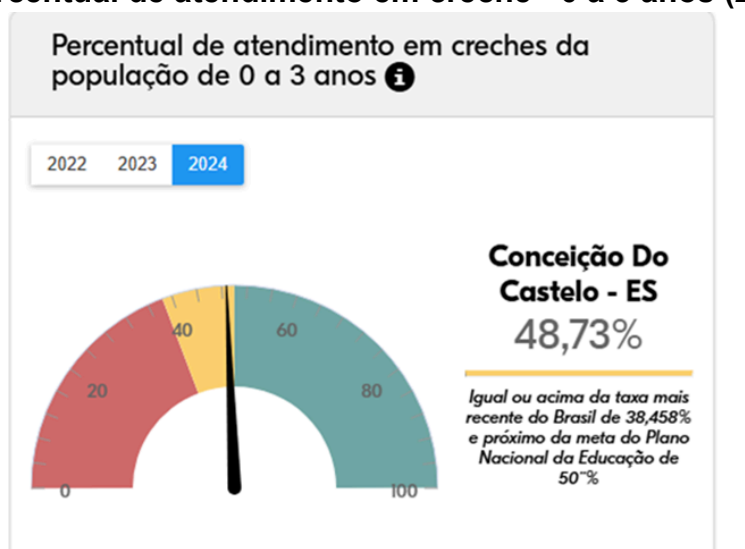 Percentual de atendimento em creches da
população de 0 a 3 anos
2022 2023 2024
Conceição Do
Castelo - ES
48,73%
Igual ou acima da taxa mais
recente do Brasil de 38,458%
e próximo da meta do Plano
Nacional da Educação de
50¨%
0
20
40
60
80
100